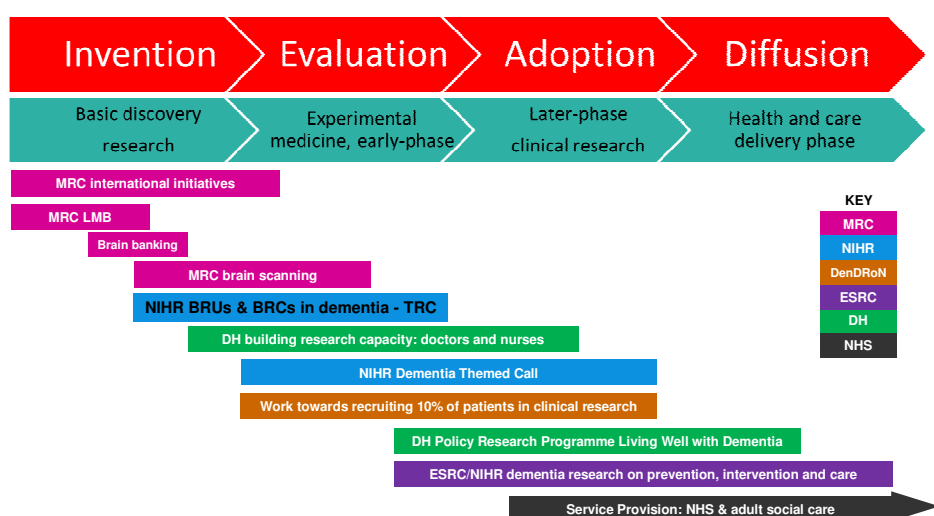 Invention Evaluation Adoption Diffusion
Basic discovery
research
Experimental
medicine, early-phase
Later-phase
clinical research
Health and care
delivery phase
MRC international initiatives
MRC LMB
Brain banking
MRC brain scanning
NIHR BRUs & BRCs in dementia - TRC
DH building research capacity: doctors and nurses
NIHR Dementia Themed Call
Work towards recruiting 10% of patients in clinical research
DH Policy Research Programme Living Well with Dementia
ESRC/NIHR dementia research on prevention, intervention and care
Service Provision: NHS & adult social care
KEY
MRC
NIHR
DenDRoN
ESRC
DH
NHS